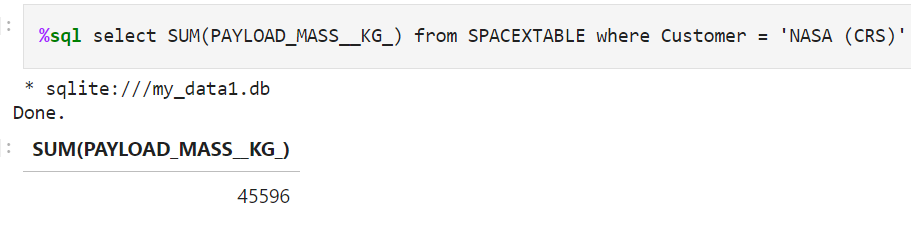 ]:
%sql select SUM(PAYLOAD_MASS__KG_) from SPACEXTABLE where Customer = 'NASA (CRS)'
* sqlite:///my_data1.db
Done.
]:
SUM(PAYLOAD_MASS__KG_)
45596